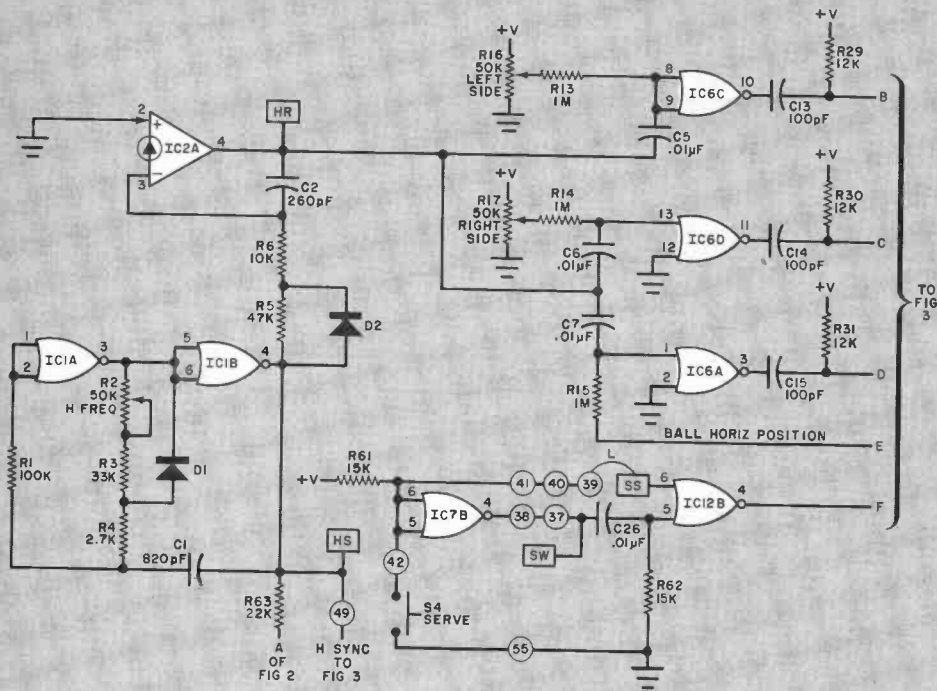 +V
R16
50K
LEFT
SIDE
R13
1M
8
9
IC6C
10
C5
.01µF
C13
100pF
+V
R29
12K
B
HR
2
+
IC2A
4
-
3
C2
260pF
+V
R17
50K
RIGHT
SIDE
R14
1M
13
12
IC6D
11
C6
.01µF
C14
100pF
+V
R30
12K
C
R6
10K
R5
47K
D2
C7
.01µF
1
2
IC6A
3
C15
100pF
+V
R31
12K
D
TO
FIG
3
R15
1M
BALL HORIZ POSITION
E
1
2
IC1A
3
5
6
IC1B
4
R2
50K
H FREQ
R3
33K
D1
R1
100K
R4
2.7K
C1
820pF
R61
15K
+V
41
40
39
L
SS
6
5
IC12B
4
F
6
5
IC7B
4
38
37
C26
.01µF
SW
42
R62
15K
HS
49
R63
22K
A OF
FIG 2
H SYNC
TO
FIG 3
S4
SERVE
55